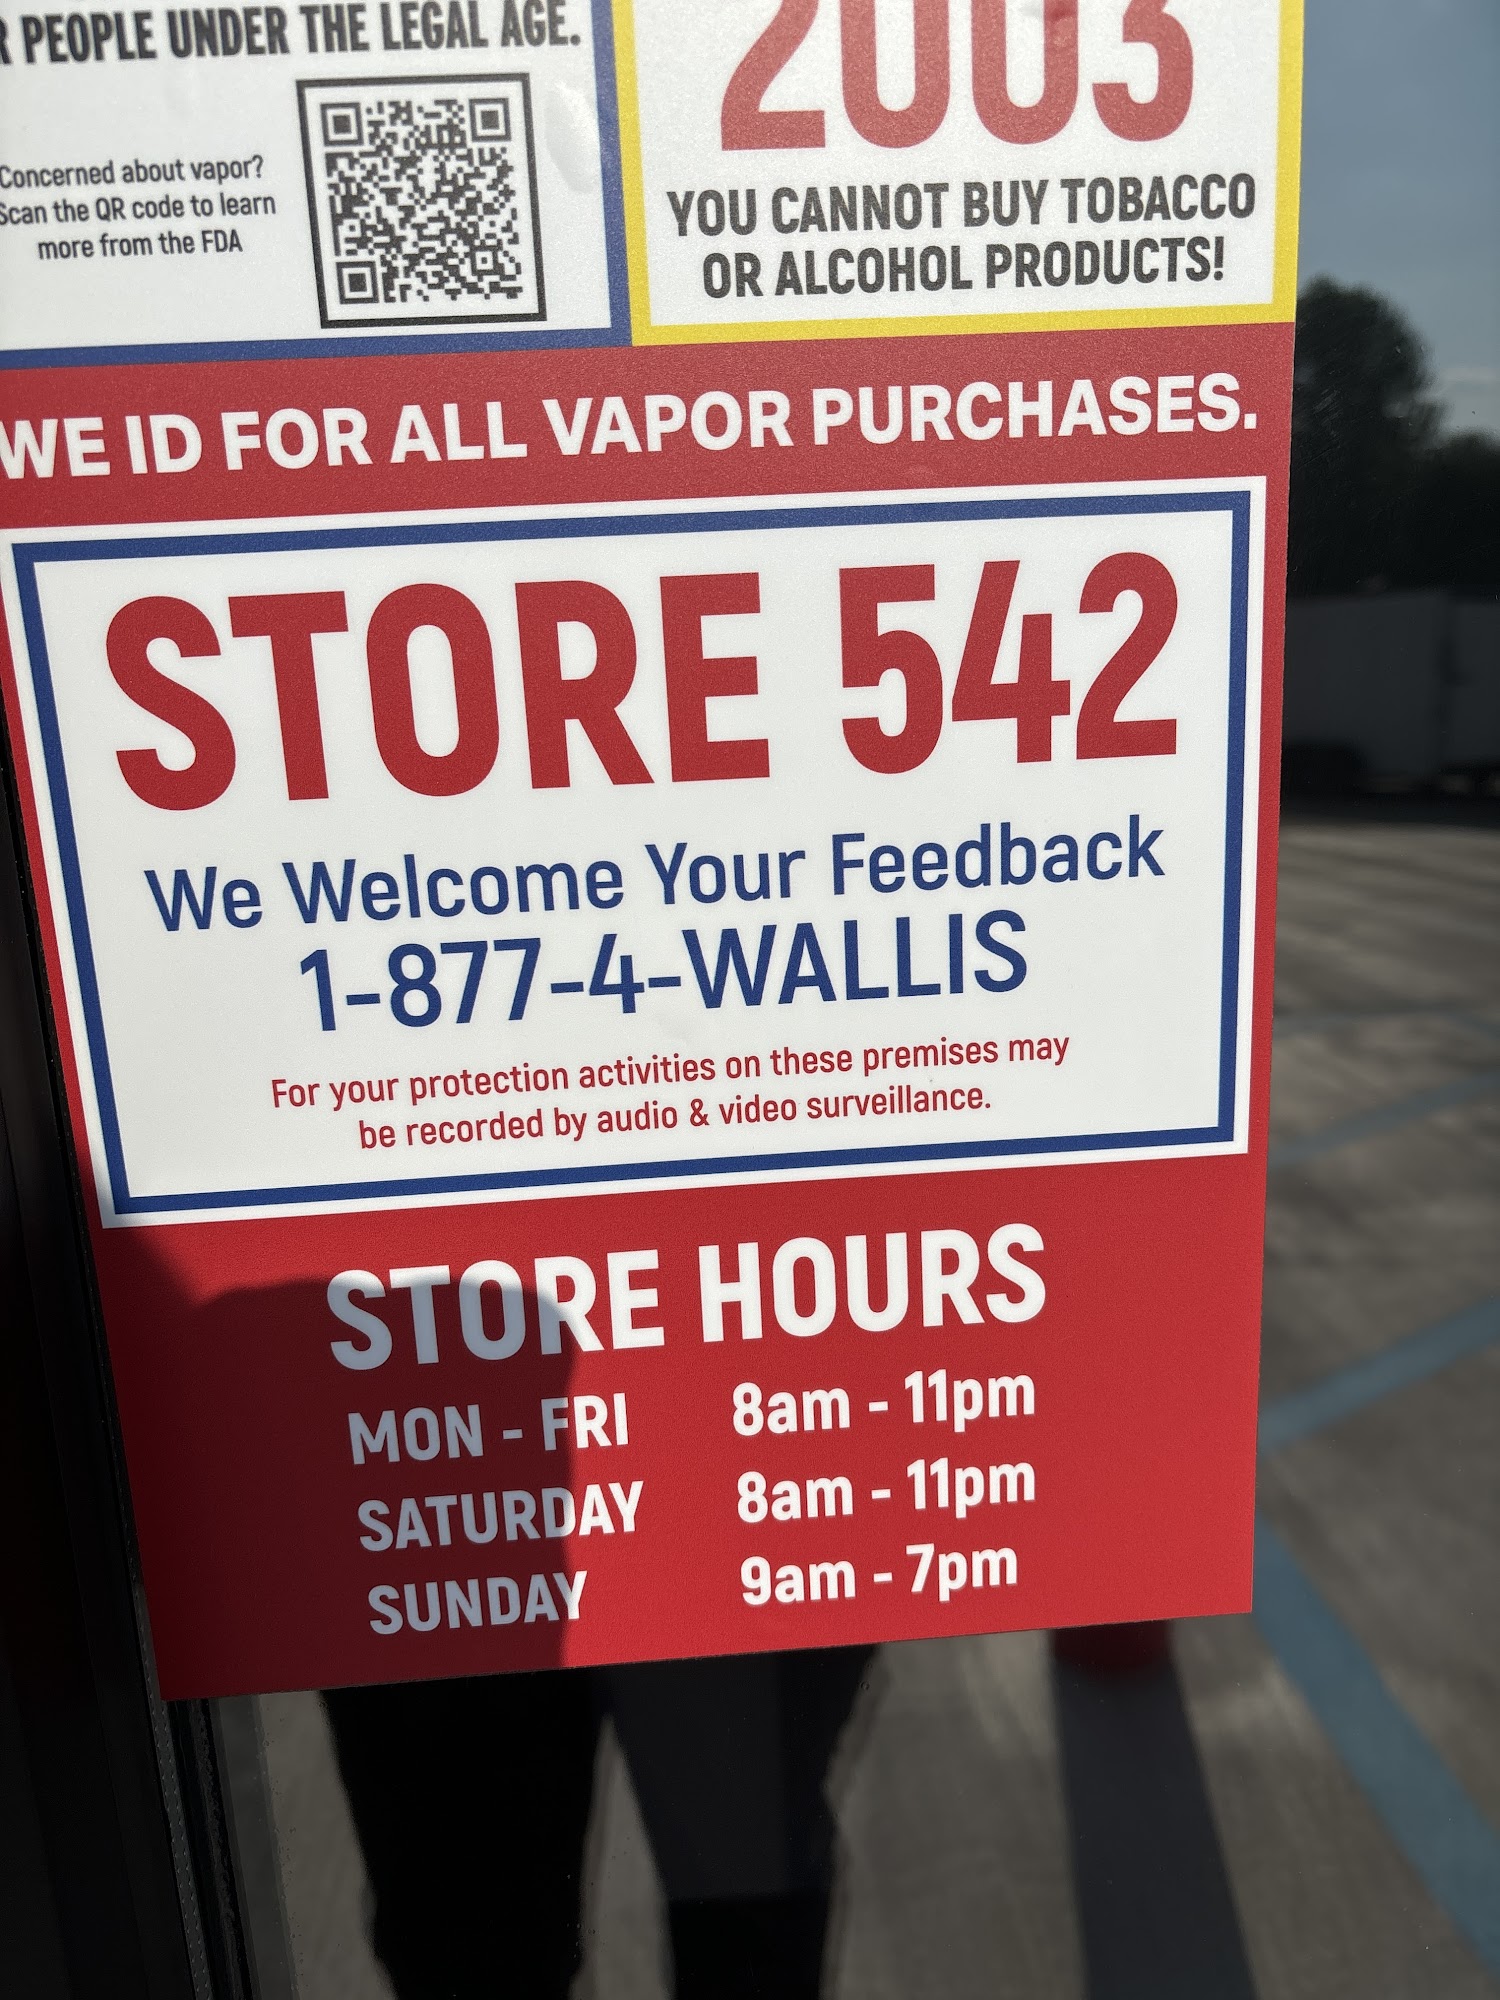 R PEOPLE UNDER THE LEGAL AGE.
Concerned about vapor?
Scan the QR code to learn
more from the FDA
2003
YOU CANNOT BUY TOBACCO
OR ALCOHOL PRODUCTS!
WE ID FOR ALL VAPOR PURCHASES.
STORE 542
We Welcome Your Feedback
1-877-4-WALLIS
For your protection activities on these premises may
be recorded by audio & video surveillance.
STORE HOURS
MON - FRI 8am - 11pm
SATURDAY 8am - 11pm
SUNDAY 9am - 7pm